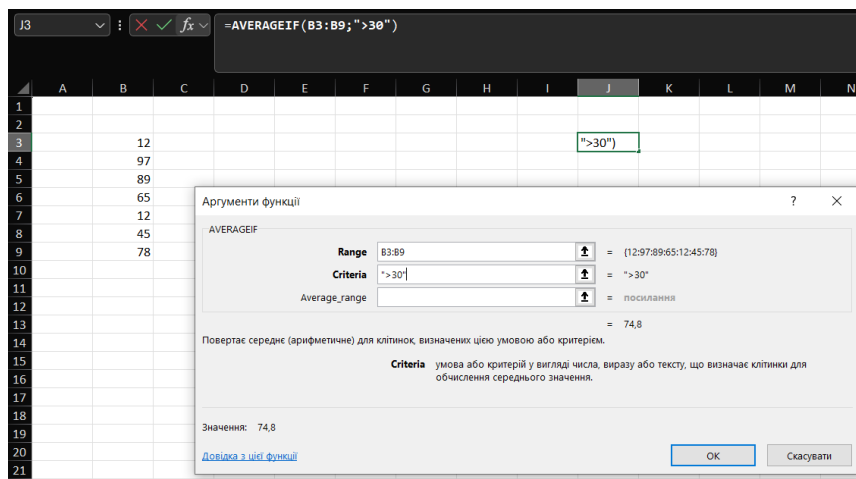 J3 fx =AVERAGEIF(B3:B9;">30")
A B C D E F G H I J K L M N
1
2
3 12 ">30")
4 97
5 89
6 65
7 12
8 45
9 78
10
11
12
13
14
15
16
17
18
19
20
21
Аргументи функції ? ×
AVERAGEIF
Range B3:B9 = {12:97:89:65:12:45:78}
Criteria ">30" = ">30"
Average_range = посилання
= 74,8
Повертає середнє (арифметичне) для клітинок, визначених цією умовою або критерієм.
Criteria умова або критерій у вигляді числа, виразу або тексту, що визначає клітинки для
обчислення середнього значення.
Значення: 74,8
Довідка з цієї функції OK Скасувати